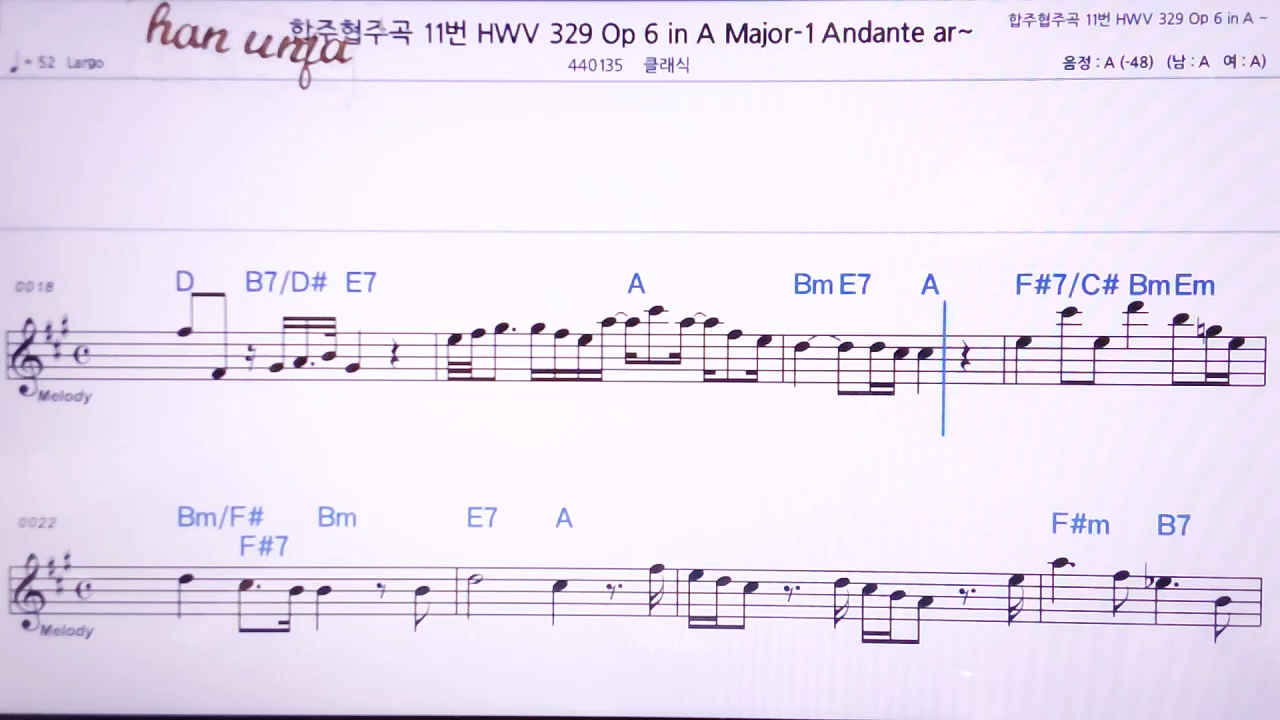 han unja
합주협주곡 11번 HWV 329 Op 6 in A Major-1 Andante ar~
합주협주곡 11번 HWV 329 Op 6 in A ~
♩= 52 Largo
440135 클래식
음정 : A (-48) (남 : A 여 : A)
D B7/D# E7 A Bm E7 A F#7/C# Bm Em
0018
Melody
Bm/F# Bm E7 A F#m B7
0022
F#7
Melody